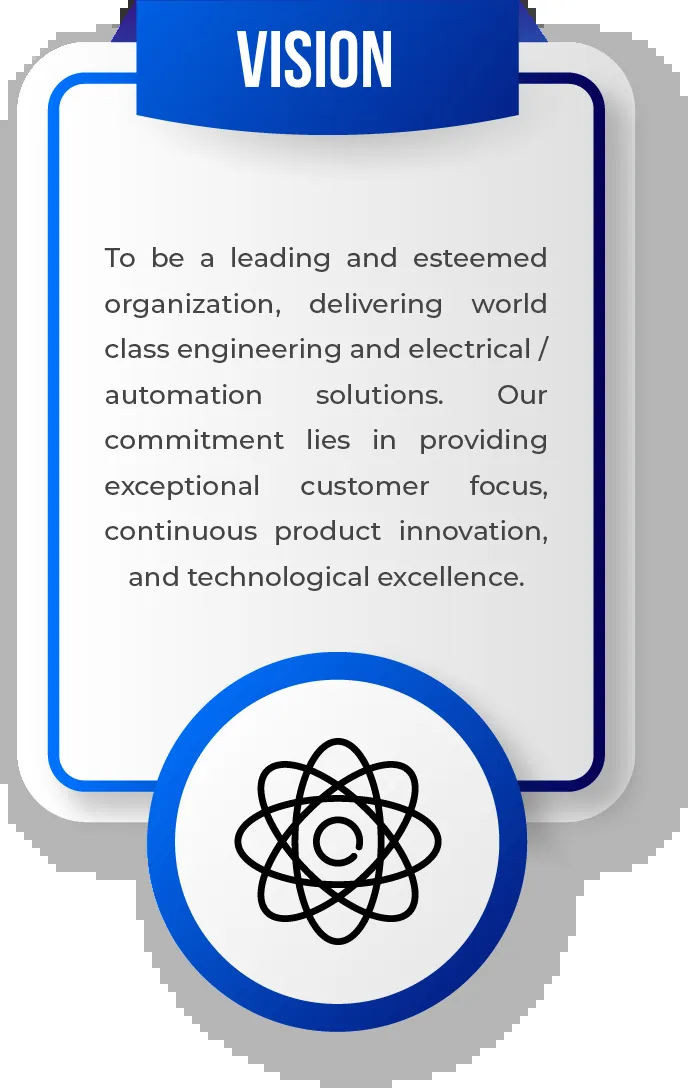 VISION
To be a leading and esteemed
organization, delivering world
class engineering and electrical /
automation solutions. Our
commitment lies in providing
exceptional customer focus,
continuous product innovation,
and technological excellence.